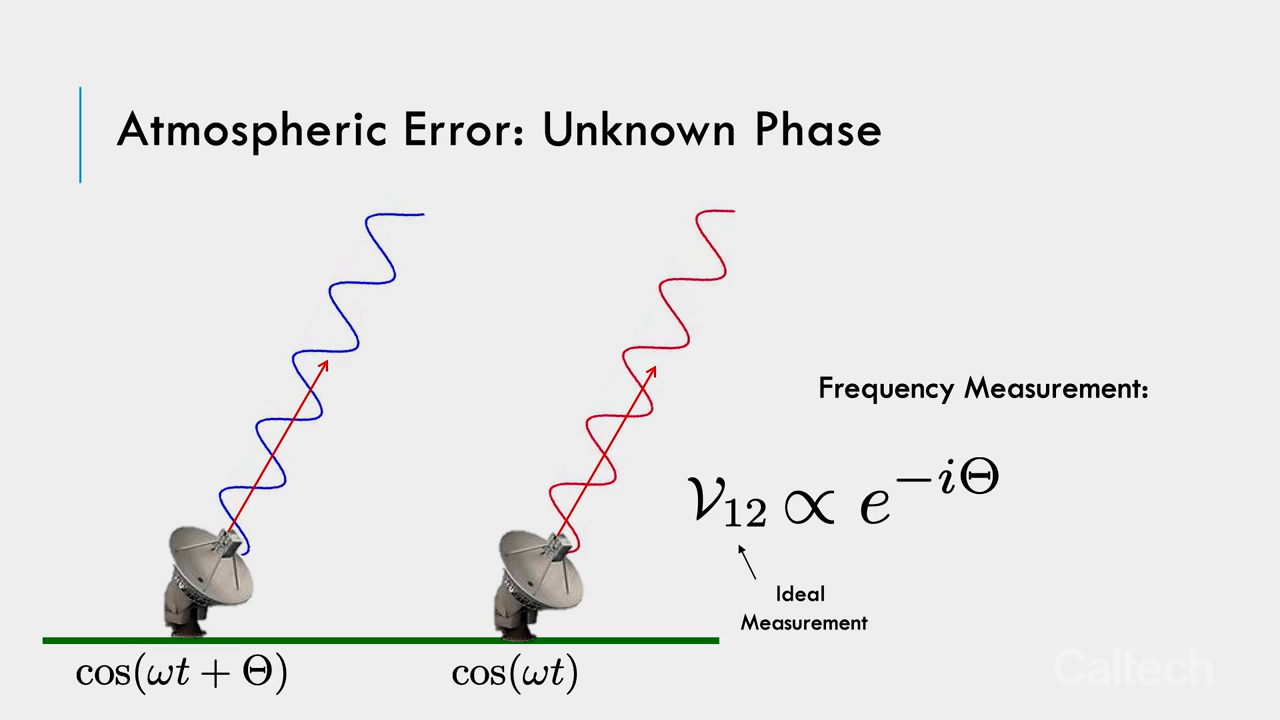 Atmospheric Error: Unknown Phase
Frequency Measurement:
𝒱₁₂ ∝ e^{−iΘ}
Ideal
Measurement
cos(ωt + Θ)
cos(ωt)
Caltech